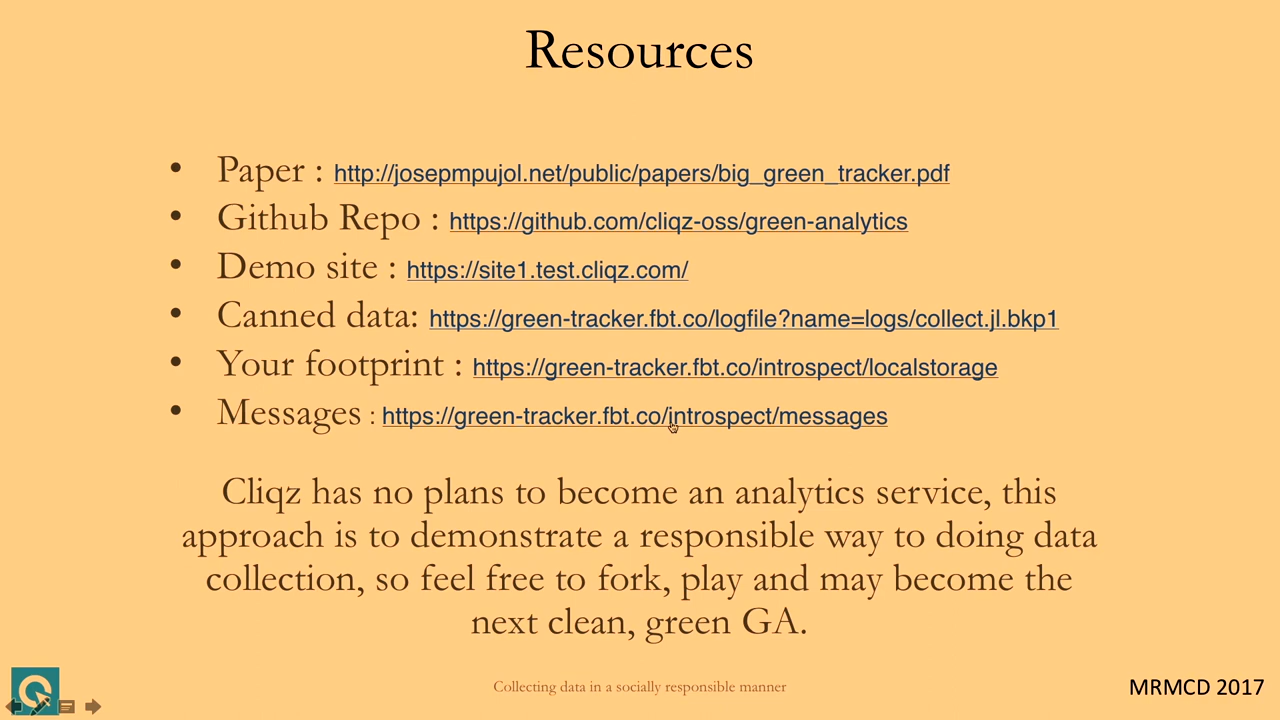 Resources
• Paper : http://josepmpujol.net/public/papers/big_green_tracker.pdf
• Github Repo : https://github.com/cliqz-oss/green-analytics
• Demo site : https://site1.test.cliqz.com/
• Canned data: https://green-tracker.fbt.co/logfile?name=logs/collect.jl.bkp1
• Your footprint : https://green-tracker.fbt.co/introspect/localstorage
• Messages : https://green-tracker.fbt.co/introspect/messages
Cliqz has no plans to become an analytics service, this
approach is to demonstrate a responsible way to doing data
collection, so feel free to fork, play and may become the
next clean, green GA.
Collecting data in a socially responsible manner
MRMCD 2017